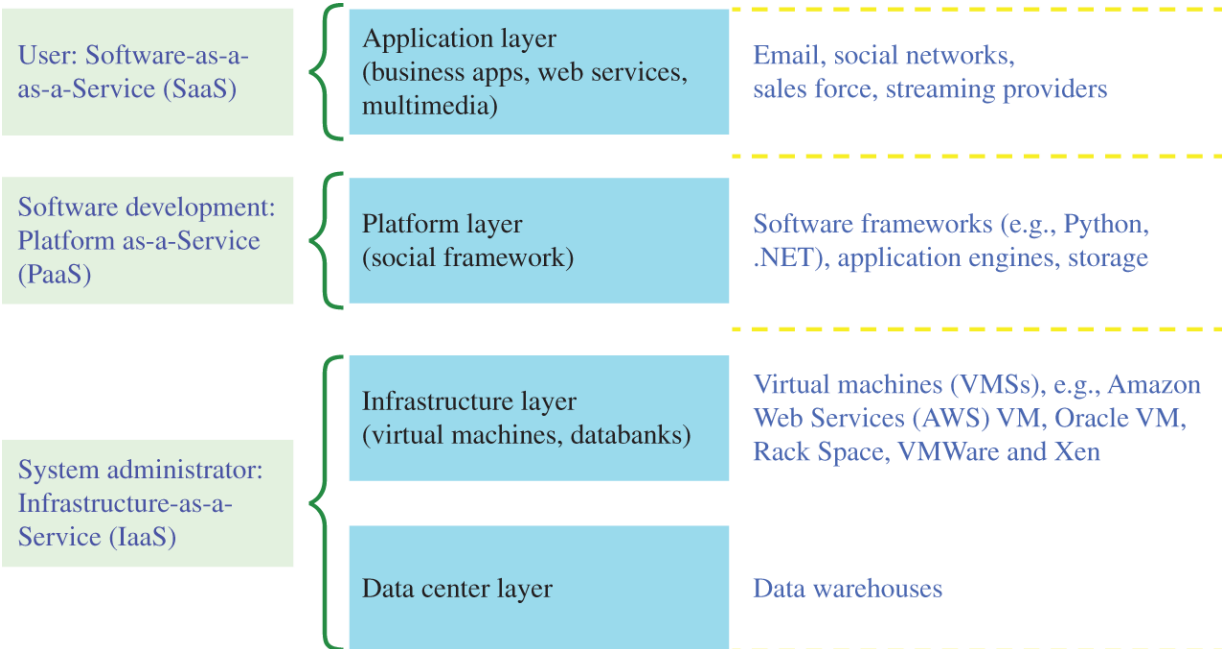 User: Software-as-a-
as-a-Service (SaaS)
Application layer
(business apps, web services,
multimedia)
Email, social networks,
sales force, streaming providers
Software development:
Platform as-a-Service
(PaaS)
Platform layer
(social framework)
Software frameworks (e.g., Python,
.NET), application engines, storage
System administrator:
Infrastructure-as-a-
Service (IaaS)
Infrastructure layer
(virtual machines, databanks)
Virtual machines (VMSs), e.g., Amazon
Web Services (AWS) VM, Oracle VM,
Rack Space, VMWare and Xen
Data center layer
Data warehouses